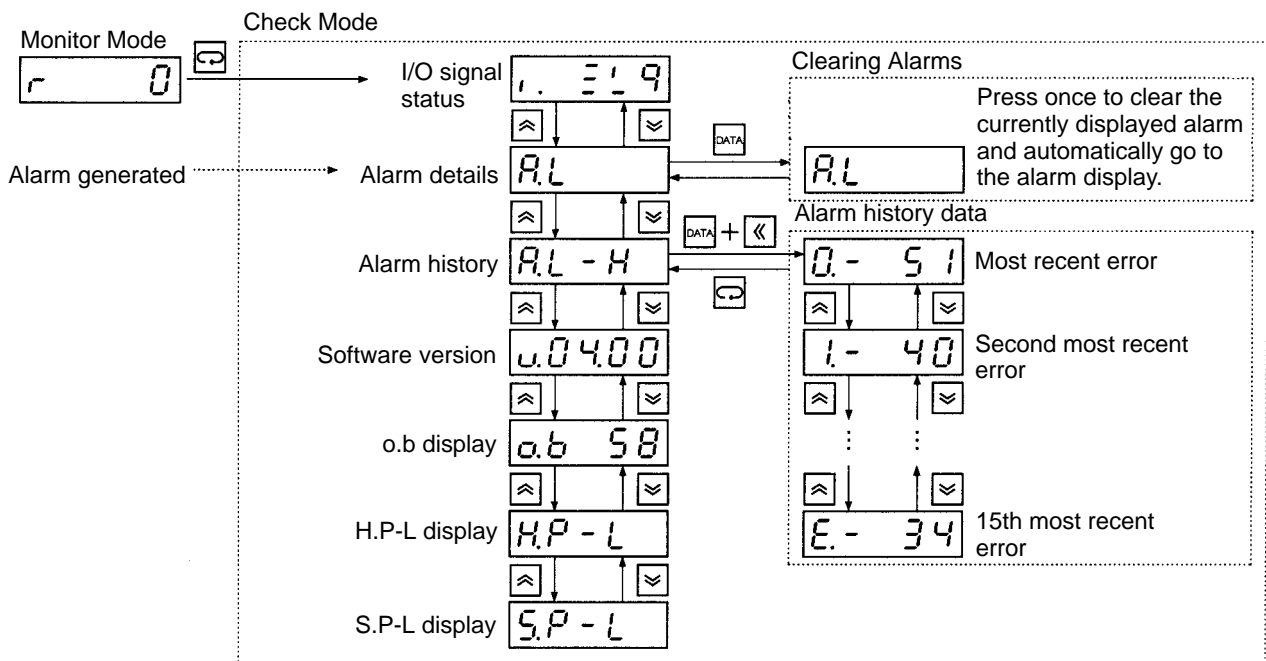 Check Mode
Monitor Mode
r 0
I/O signal
status
Clearing Alarms
Press once to clear the
currently displayed alarm
and automatically go to
the alarm display.
DATA
Alarm generated
Alarm details
A.L
A.L
Alarm history data
DATA + «
Alarm history
A.L - H
0.- 51
Most recent error
Software version
u.04.00
1.- 40
Second most recent
error
o.b display
o.b 58
H.P-L display
H.P - L
E.- 34
15th most recent
error
S.P-L display
S.P - L